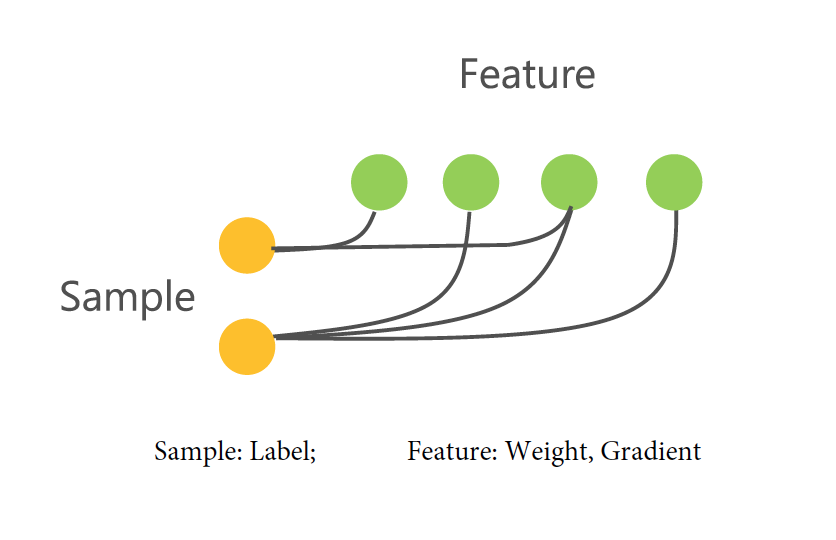 Feature
Sample
Sample: Label;
Feature: Weight, Gradient